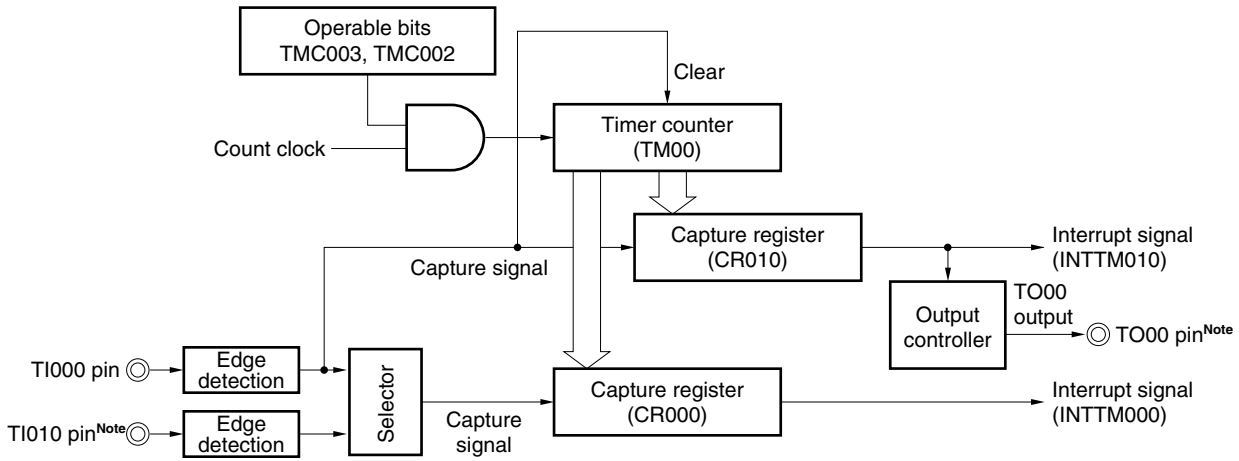 Operable bits
TMC003, TMC002
Clear
Timer counter
(TM00)
Count clock
Capture register
(CR010)
Interrupt signal
(INTTM010)
Capture signal
TO00
output
Output
controller
TO00 pinNote
TI000 pin
Edge
detection
Selector
Capture register
(CR000)
Interrupt signal
(INTTM000)
Capture
signal
TI010 pinNote
Edge
detection